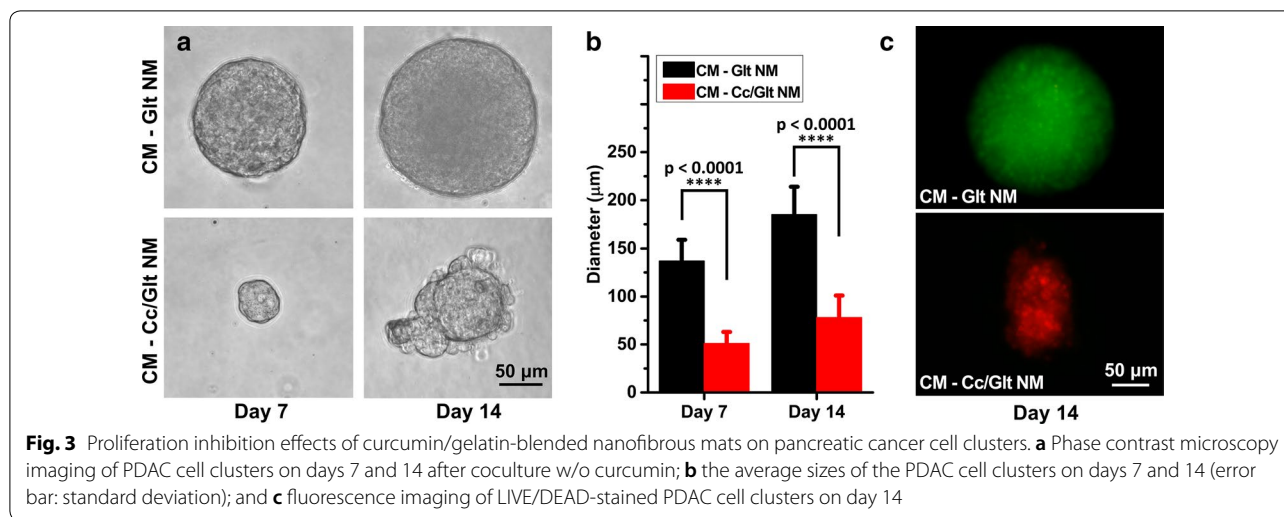 a
CM - Glt NM
CM - Cc/Glt NM
50 µm
Day 7
Day 14
b
CM - Glt NM
CM - Cc/Glt NM
p < 0.0001
****
p < 0.0001
****
Diameter (µm)
250
200
150
100
50
0
Day 7
Day 14
c
CM - Glt NM
CM - Cc/Glt NM
50 µm
Day 14
Fig. 3 Proliferation inhibition effects of curcumin/gelatin-blended nanofibrous mats on pancreatic cancer cell clusters. a Phase contrast microscopy
imaging of PDAC cell clusters on days 7 and 14 after coculture w/o curcumin; b the average sizes of the PDAC cell clusters on days 7 and 14 (error
bar: standard deviation); and c fluorescence imaging of LIVE/DEAD-stained PDAC cell clusters on day 14